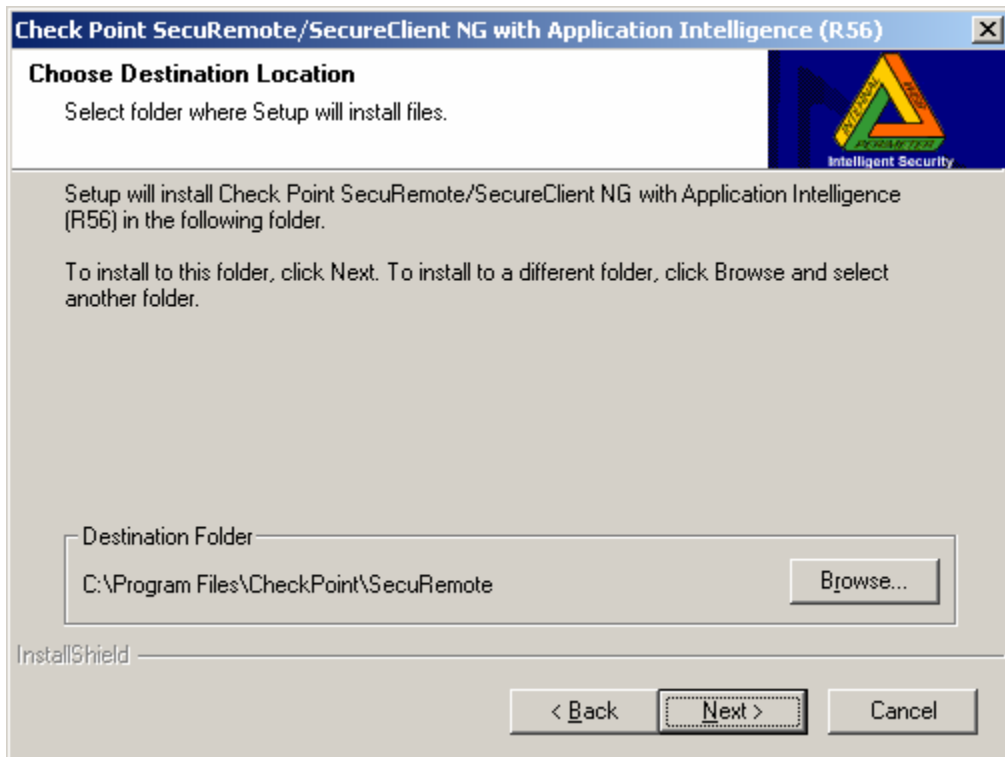 Check Point SecuRemote/SecureClient NG with Application Intelligence (R56)
Choose Destination Location
Select folder where Setup will install files.
INTERNAL
WEB
PERIMETER
Intelligent Security
Setup will install Check Point SecuRemote/SecureClient NG with Application Intelligence
(R56) in the following folder.
To install to this folder, click Next. To install to a different folder, click Browse and select
another folder.
Destination Folder
C:\Program Files\CheckPoint\SecuRemote
Browse...
InstallShield
< Back
Next >
Cancel